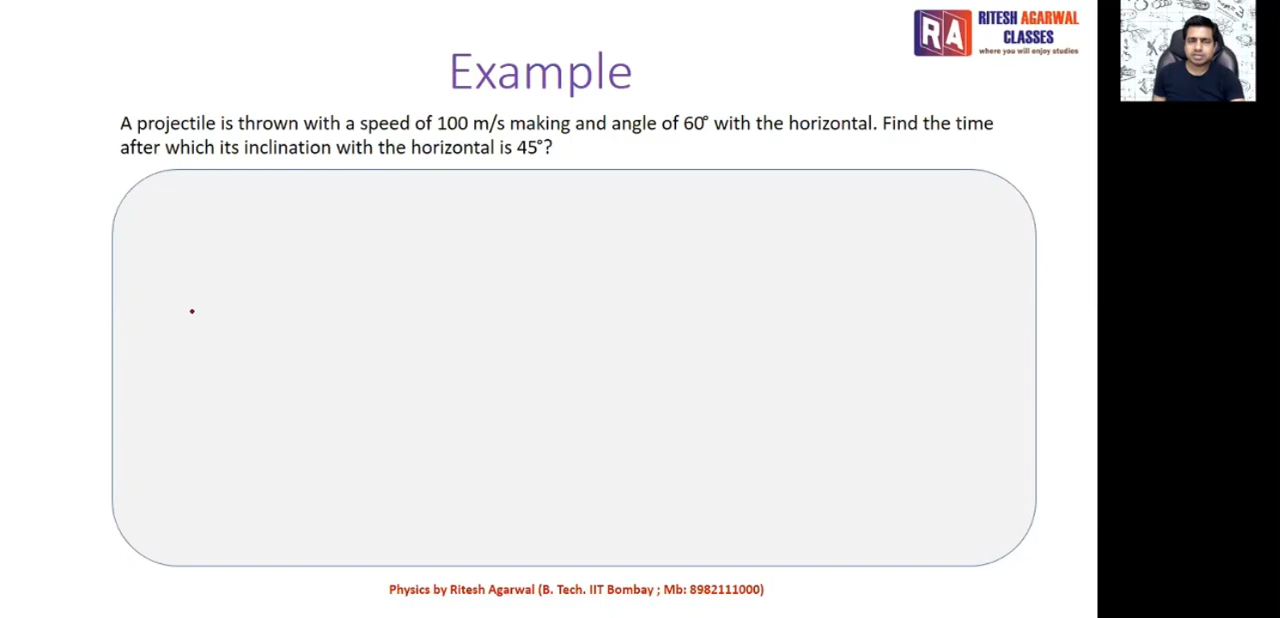 RITESH AGARWAL
CLASSES
where you will enjoy studies
RA
Example
A projectile is thrown with a speed of 100 m/s making and angle of 60° with the horizontal. Find the time
after which its inclination with the horizontal is 45°?
Physics by Ritesh Agarwal (B. Tech. IIT Bombay ; Mb: 8982111000)